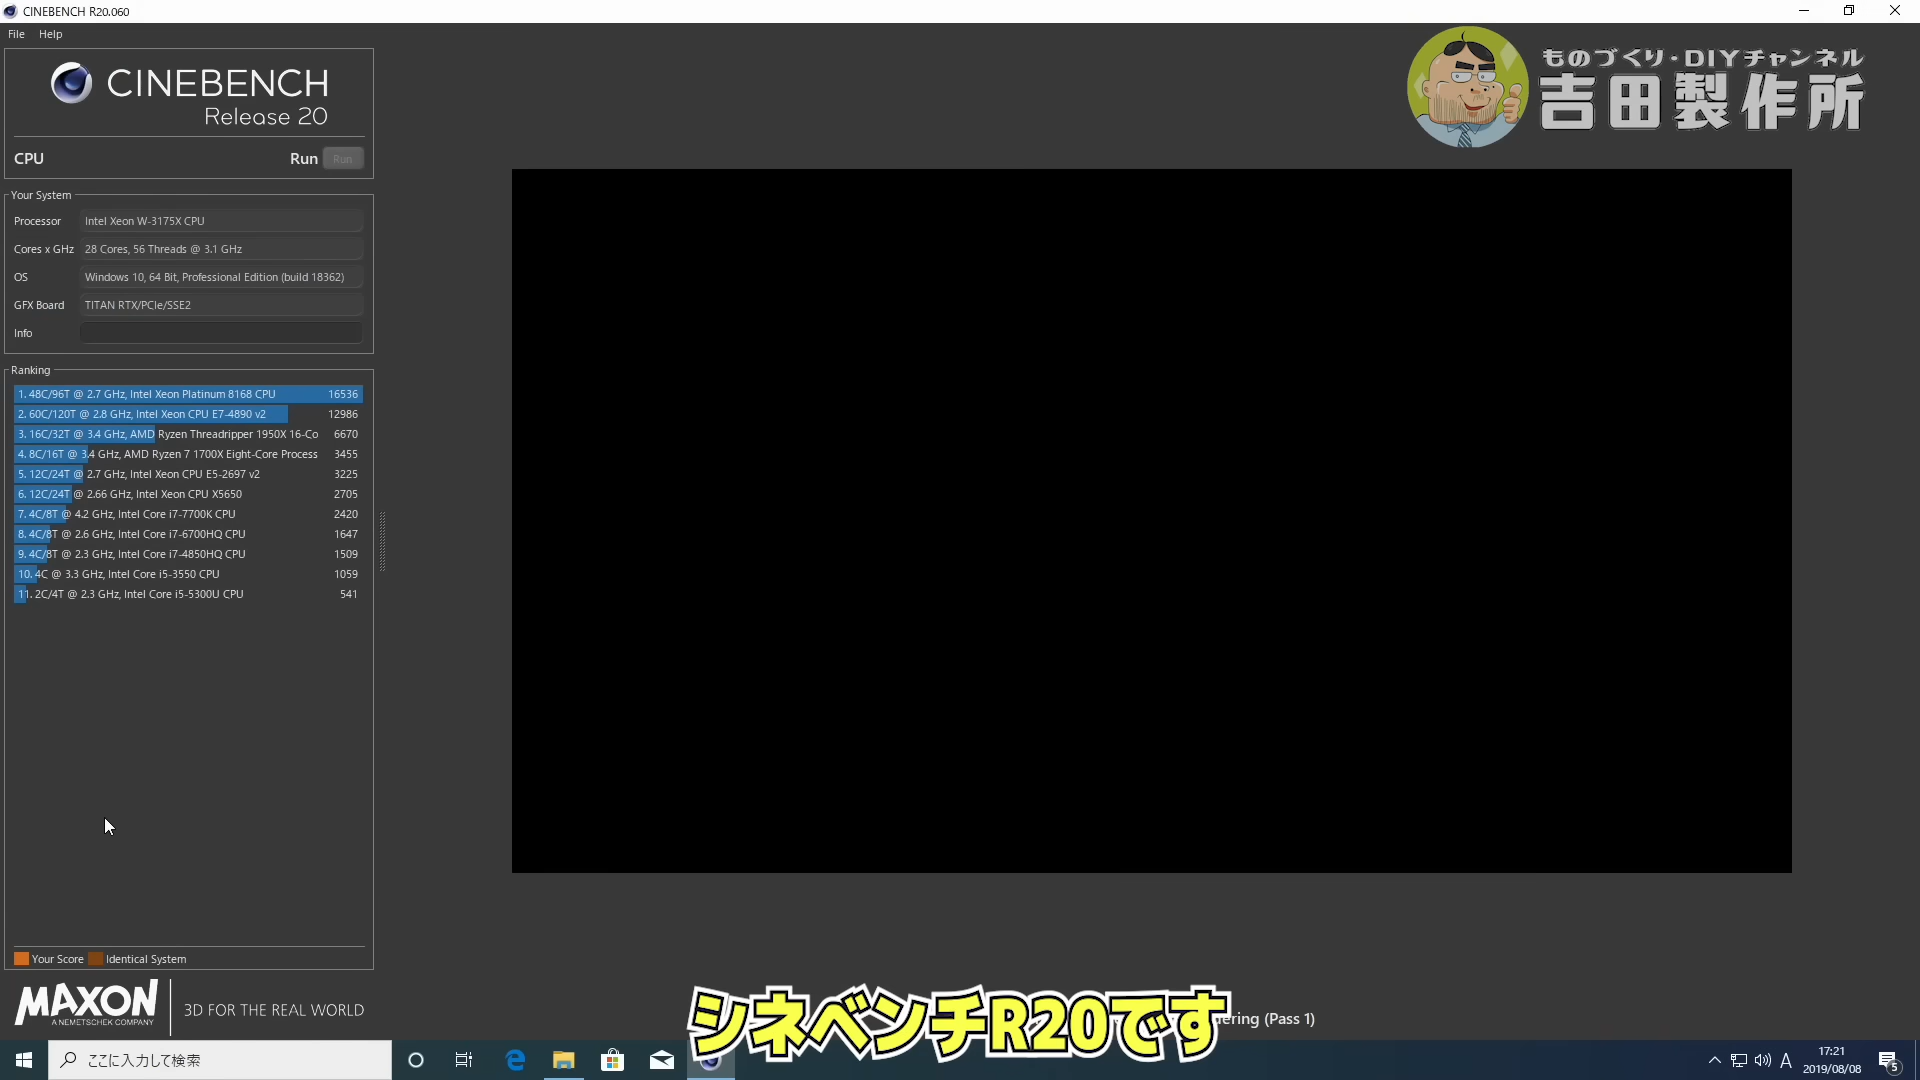 CINEBENCH R20.060
File Help
CINEBENCH
Release 20
CPU Run Run
Your System
Processor Intel Xeon W-3175X CPU
Cores x GHz 28 Cores, 56 Threads @ 3.1 GHz
OS Windows 10, 64 Bit, Professional Edition (build 18362)
GFX Board TITAN RTX/PCIe/SSE2
Info
Ranking
1. 48C/96T @ 2.7 GHz, Intel Xeon Platinum 8168 CPU 16536
2. 60C/120T @ 2.8 GHz, Intel Xeon CPU E7-4890 v2 12986
3. 16C/32T @ 3.4 GHz, AMD Ryzen Threadripper 1950X 16-Co 6670
4. 8C/16T @ 3.4 GHz, AMD Ryzen 7 1700X Eight-Core Process 3455
5. 12C/24T @ 2.7 GHz, Intel Xeon CPU E5-2697 v2 3225
6. 12C/24T @ 2.66 GHz, Intel Xeon CPU X5650 2705
7. 4C/8T @ 4.2 GHz, Intel Core i7-7700K CPU 2420
8. 4C/8T @ 2.6 GHz, Intel Core i7-6700HQ CPU 1647
9. 4C/8T @ 2.3 GHz, Intel Core i7-4850HQ CPU 1509
10. 4C @ 3.3 GHz, Intel Core i5-3550 CPU 1059
11. 2C/4T @ 2.3 GHz, Intel Core i5-5300U CPU 541
Your Score Identical System
MAXON
A NEMETSCHEK COMPANY
3D FOR THE REAL WORLD
ものづくり・DIYチャンネル
吉田製作所
シネベンチR20です
(Pass 1)
ここに入力して検索
A
17:21
2019/08/08
5